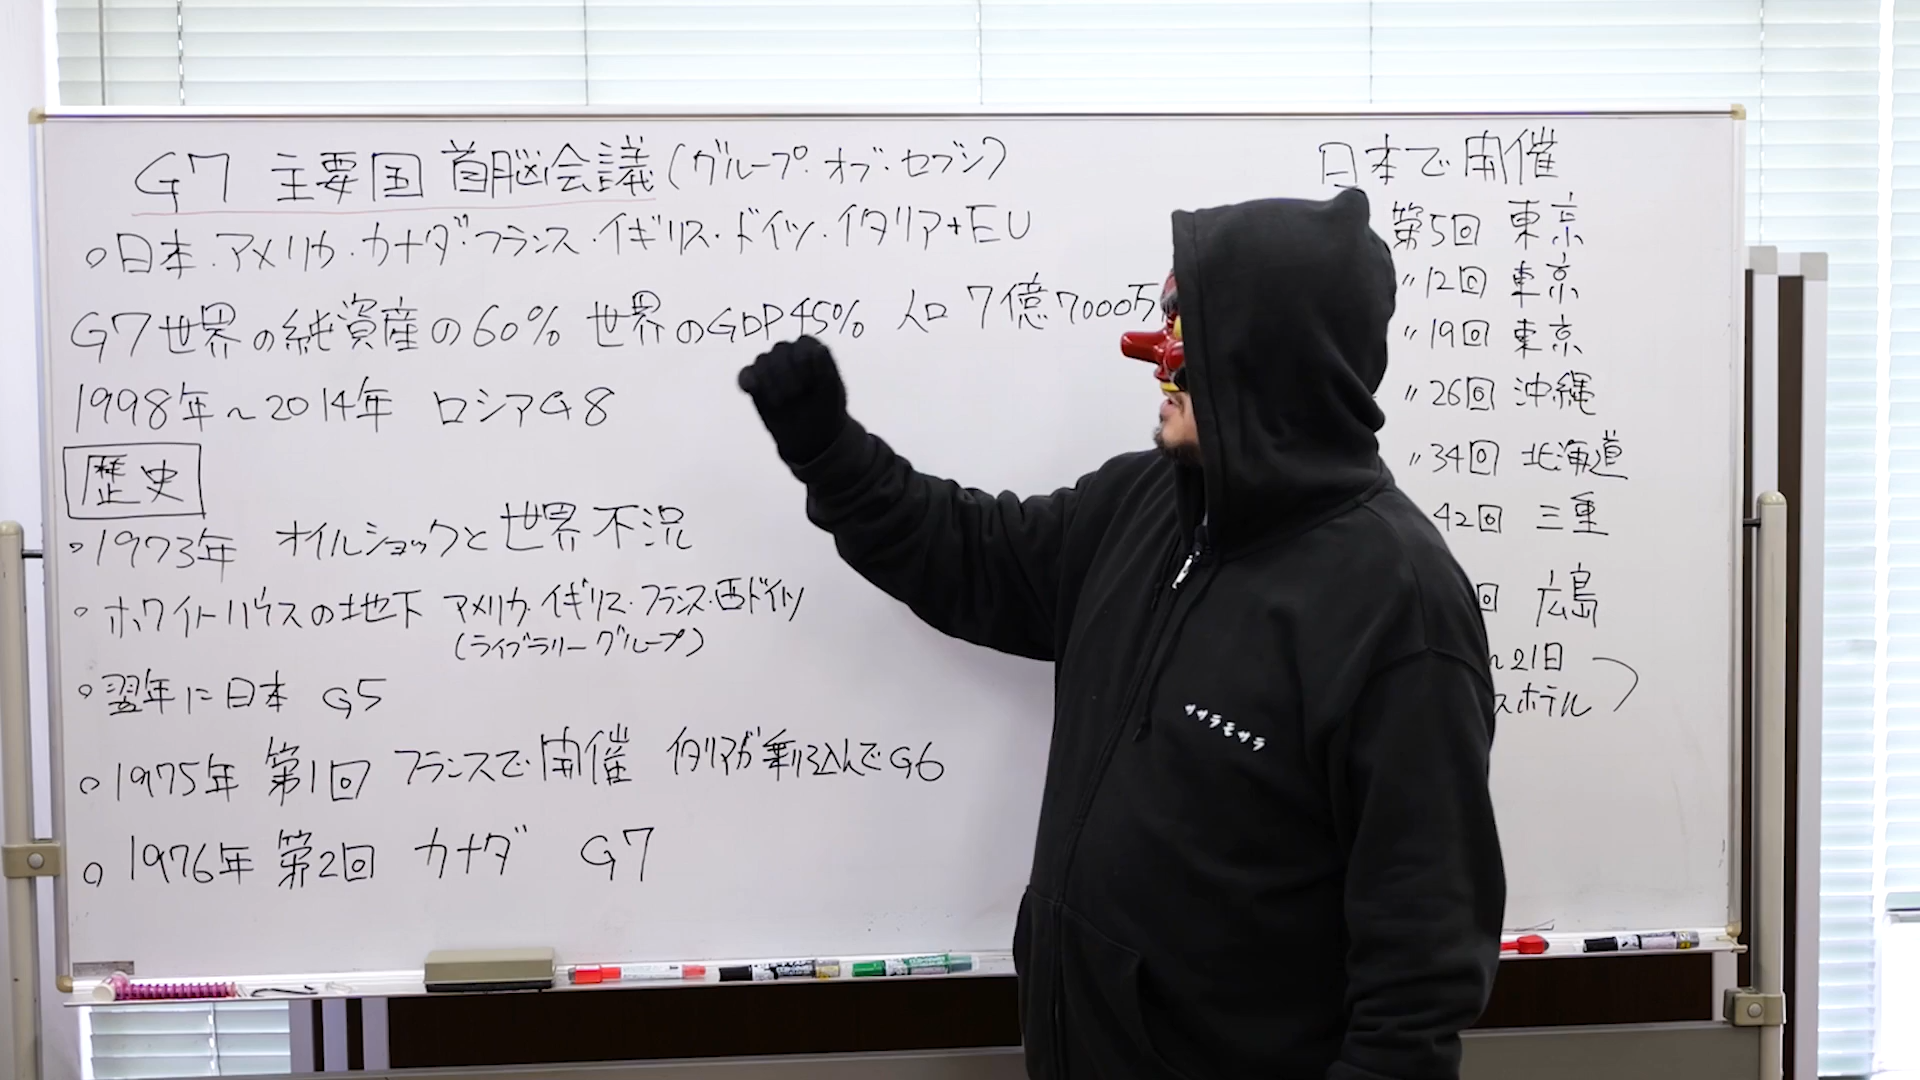 G7 主要国首脳会議(グループ・オブ・セブン)
○日本・アメリカ・カナダ・フランス・イギリス・ドイツ・イタリア+EU
G7世界の純資産の60% 世界のGDP45% 人口 7億7000万
1998年~2014年 ロシアG8
歴史
○1973年 オイルショックと世界不況
○ホワイトハウスの地下 アメリカ・イギリス・フランス・西ドイツ
(ライブラリーグループ)
○翌年に日本 G5
○1975年 第1回 フランスで開催 イタリアが乗り込んでG6
○1976年 第2回 カナダ G7
日本で開催
第5回 東京
〃12回 東京
〃19回 東京
〃26回 沖縄
〃34回 北海道
42回 三重
回 広島
~21日
スホテル)
ササラモサラ